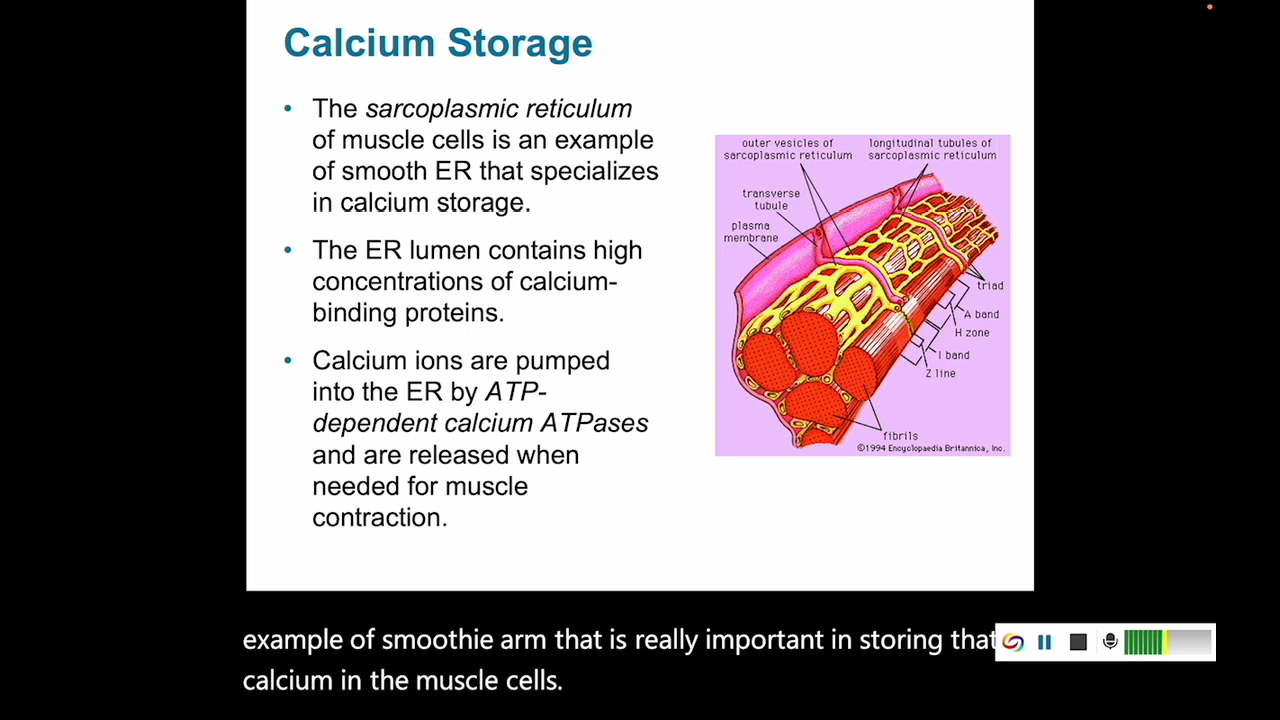 Calcium Storage
• The sarcoplasmic reticulum
of muscle cells is an example
of smooth ER that specializes
in calcium storage.
• The ER lumen contains high
concentrations of calcium-
binding proteins.
• Calcium ions are pumped
into the ER by ATP-
dependent calcium ATPases
and are released when
needed for muscle
contraction.
outer vesicles of
sarcoplasmic reticulum
longitudinal tubules of
sarcoplasmic reticulum
transverse
tubule
plasma
membrane
triad
A band
H zone
I band
Z line
fibrils
©1994 Encyclopaedia Britannica, Inc.
example of smoothie arm that is really important in storing that
calcium in the muscle cells.